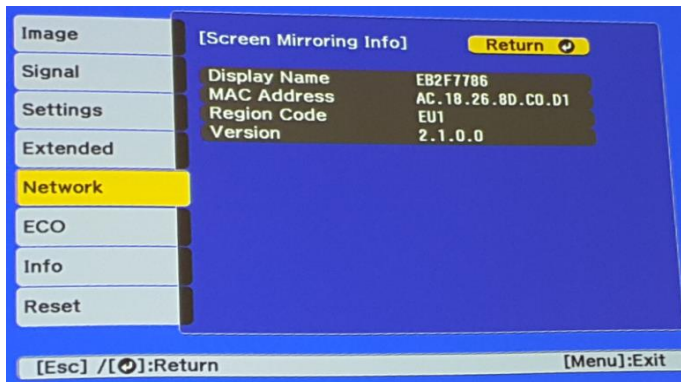 Image
Signal
Settings
Extended
Network
ECO
Info
Reset
[Screen Mirroring Info]
Return
Display Name EB2F7786
MAC Address AC.18.26.8D.C0.D1
Region Code EU1
Version 2.1.0.0
[Esc] /[ ]:Return [Menu]:Exit